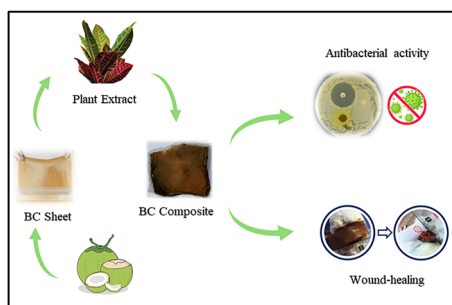 Antibacterial activity
Plant Extract
BC Sheet
BC Composite
Wound-healing